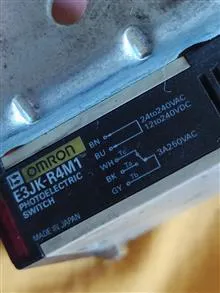 OMRON
E3JK-R4M1
PHOTOELECTRIC
SWITCH
MADE IN JAPAN
BN
BU
24to240VAC
12to240VDC
WH
Tc
BK
Ta
3A250VAC
GY
Tb